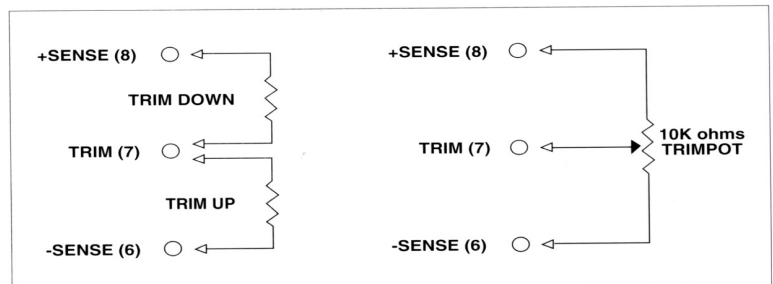 +SENSE (8)
TRIM DOWN
TRIM (7)
TRIM UP
-SENSE (6)
+SENSE (8)
TRIM (7)
10K ohms
TRIMPOT
-SENSE (6)